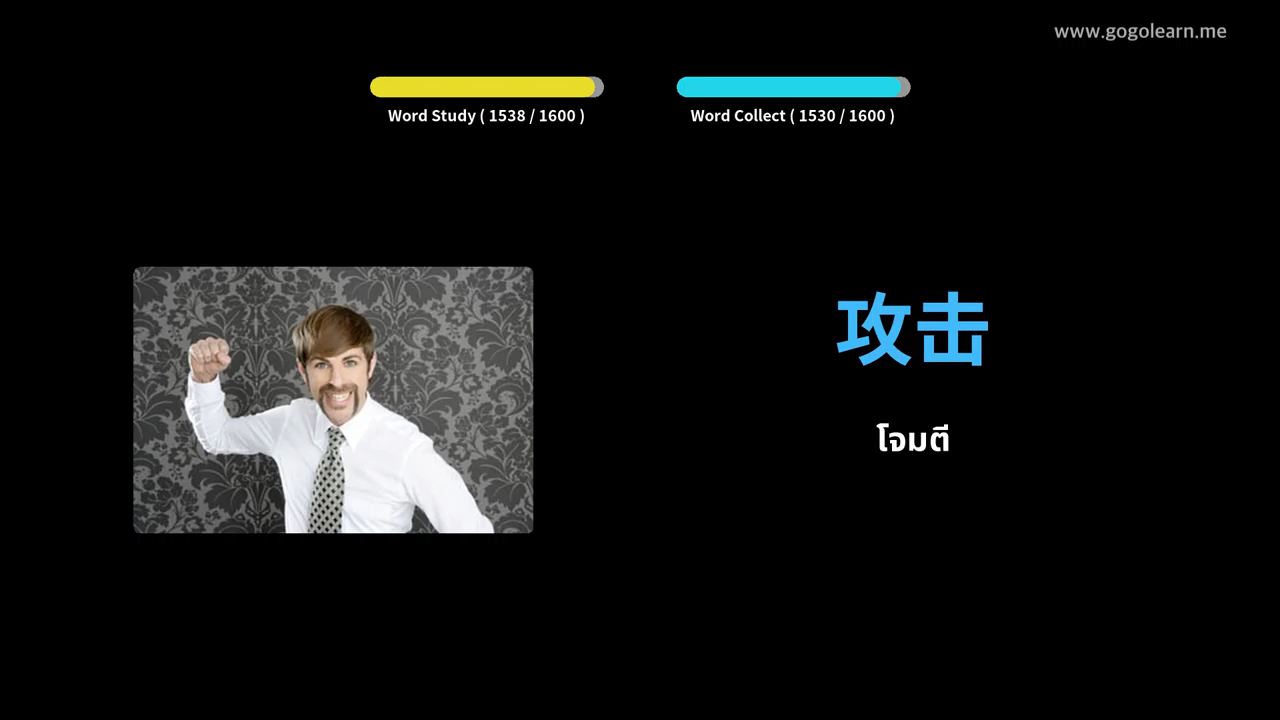 www.gogolearn.me
Word Study ( 1538 / 1600 )
Word Collect ( 1530 / 1600 )
攻击
โจมตี